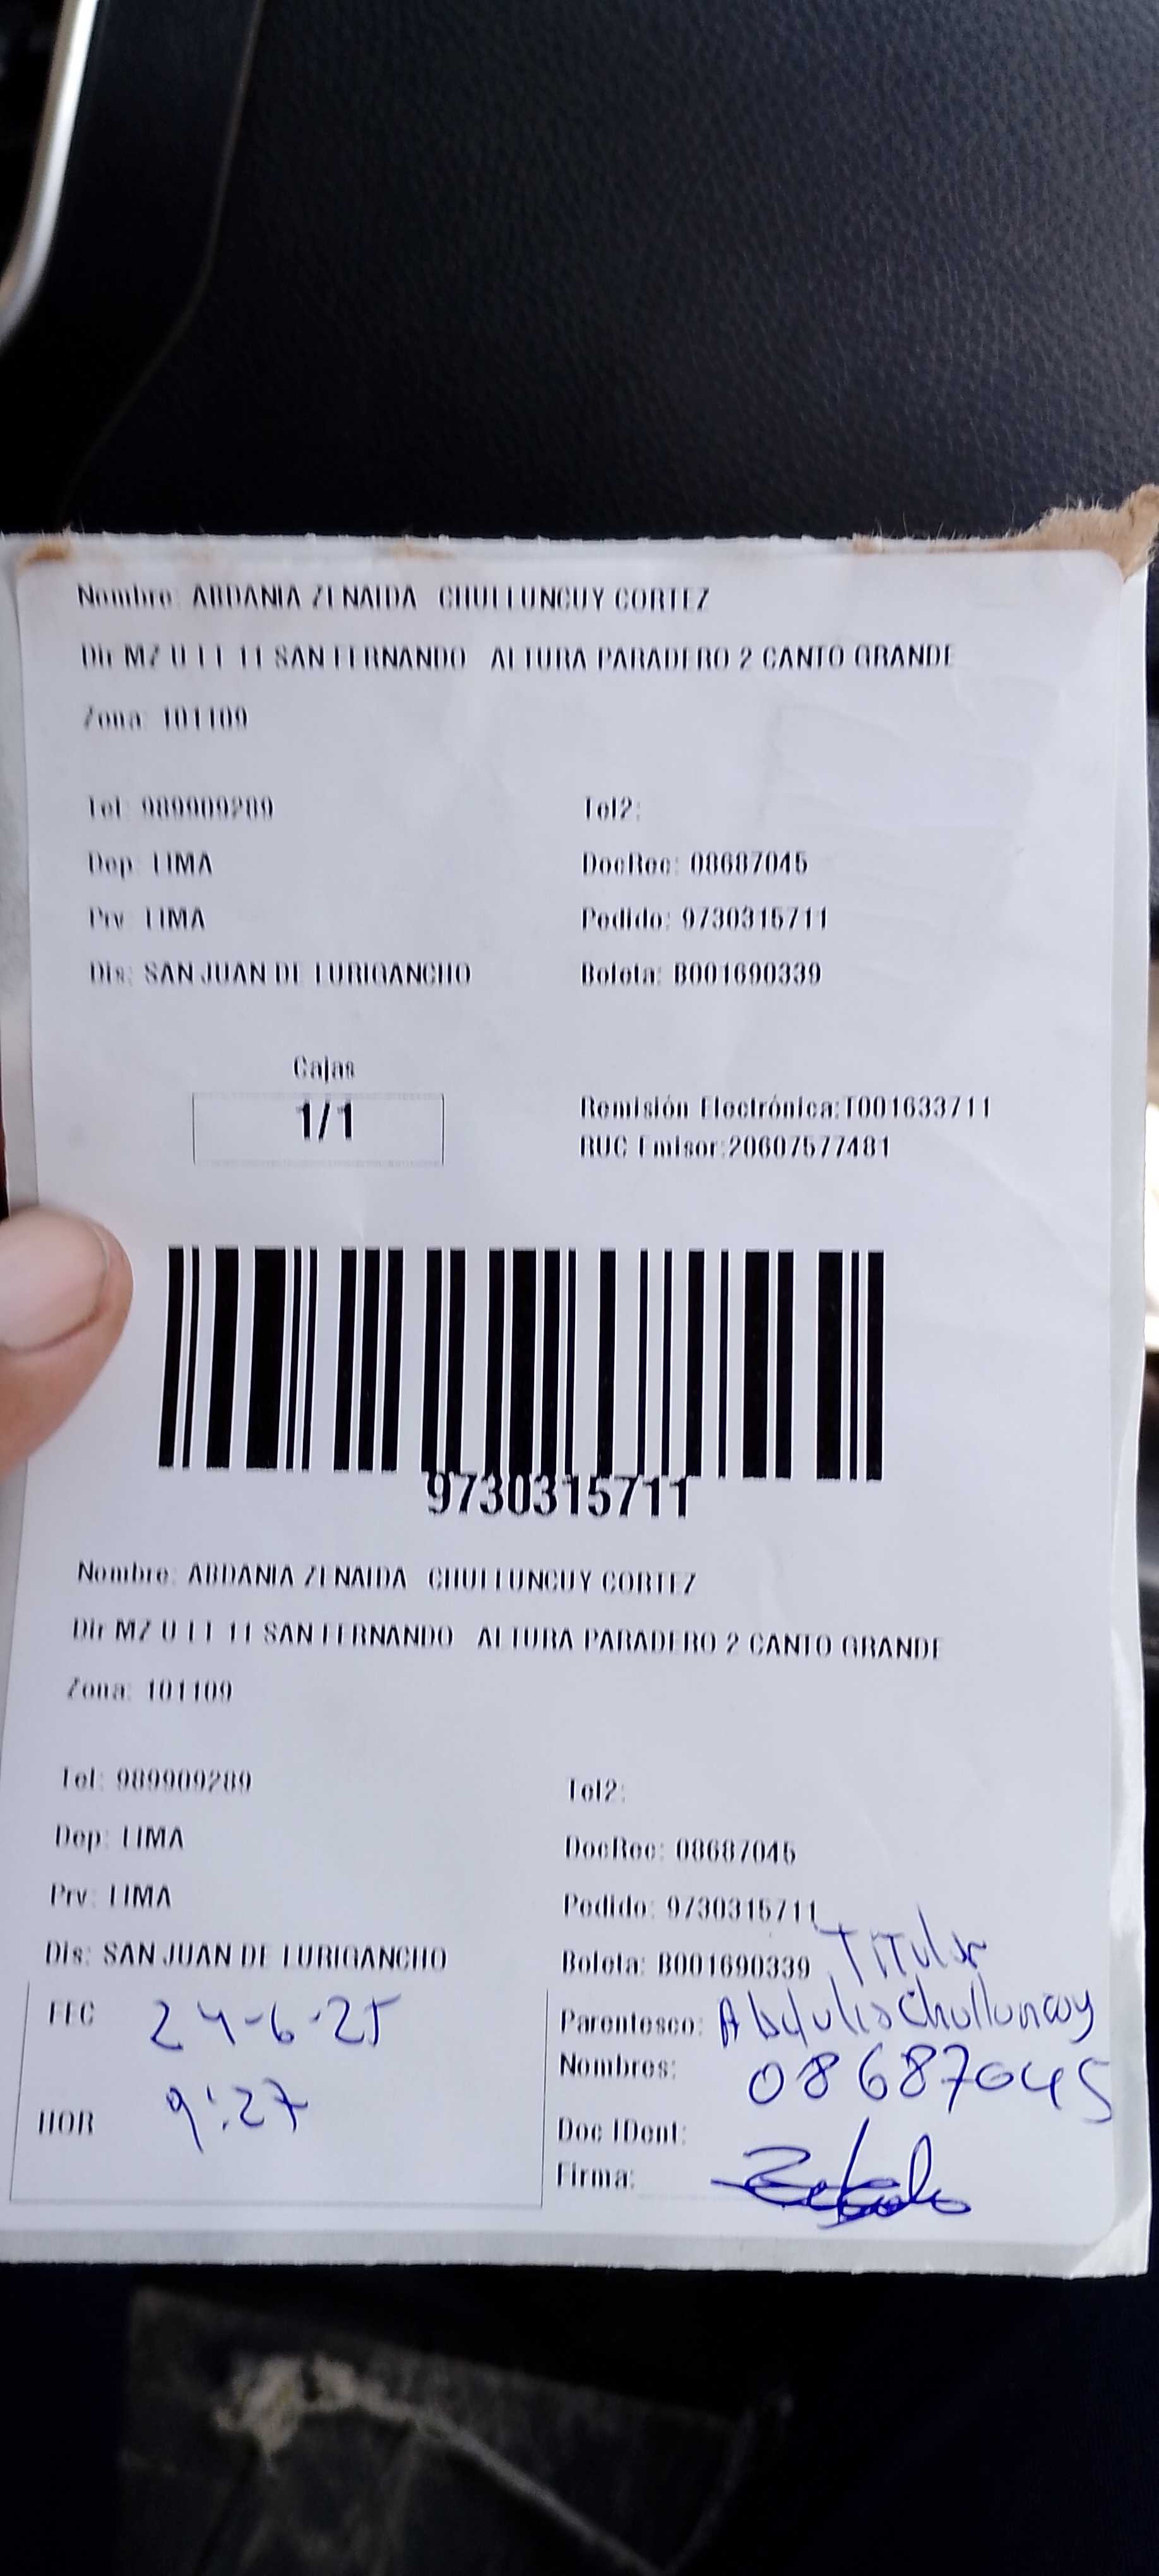 Nombre: ABDANIA ZENAIDA CHULLUNCUY CORTEZ
Dir MZ U LT 11 SAN FERNANDO ALTURA PARADERO 2 CANTO GRANDE
Zona: 101109
Tel: 989909289 Tel2:
Dep: LIMA DocRec: 08687045
Prv: LIMA Pedido: 9730315711
Dis: SAN JUAN DE LURIGANCHO Boleta: B001690339
Cajas
1/1
Remisión Electrónica:T001633711
RUC Emisor:20607577481
9730315711
Nombre: ABDANIA ZENAIDA CHULLUNCUY CORTEZ
Dir MZ U LT 11 SAN FERNANDO ALTURA PARADERO 2 CANTO GRANDE
Zona: 101109
Tel: 989909289 Tel2:
Dep: LIMA DocRec: 08687045
Prv: LIMA Pedido: 9730315711
Dis: SAN JUAN DE LURIGANCHO Boleta: B001690339 Titular
FEC 24-6-25
HOR 9:27
Parentesco: Chulluncuy
Nombres: 08687045
Doc IDent:
Firma: